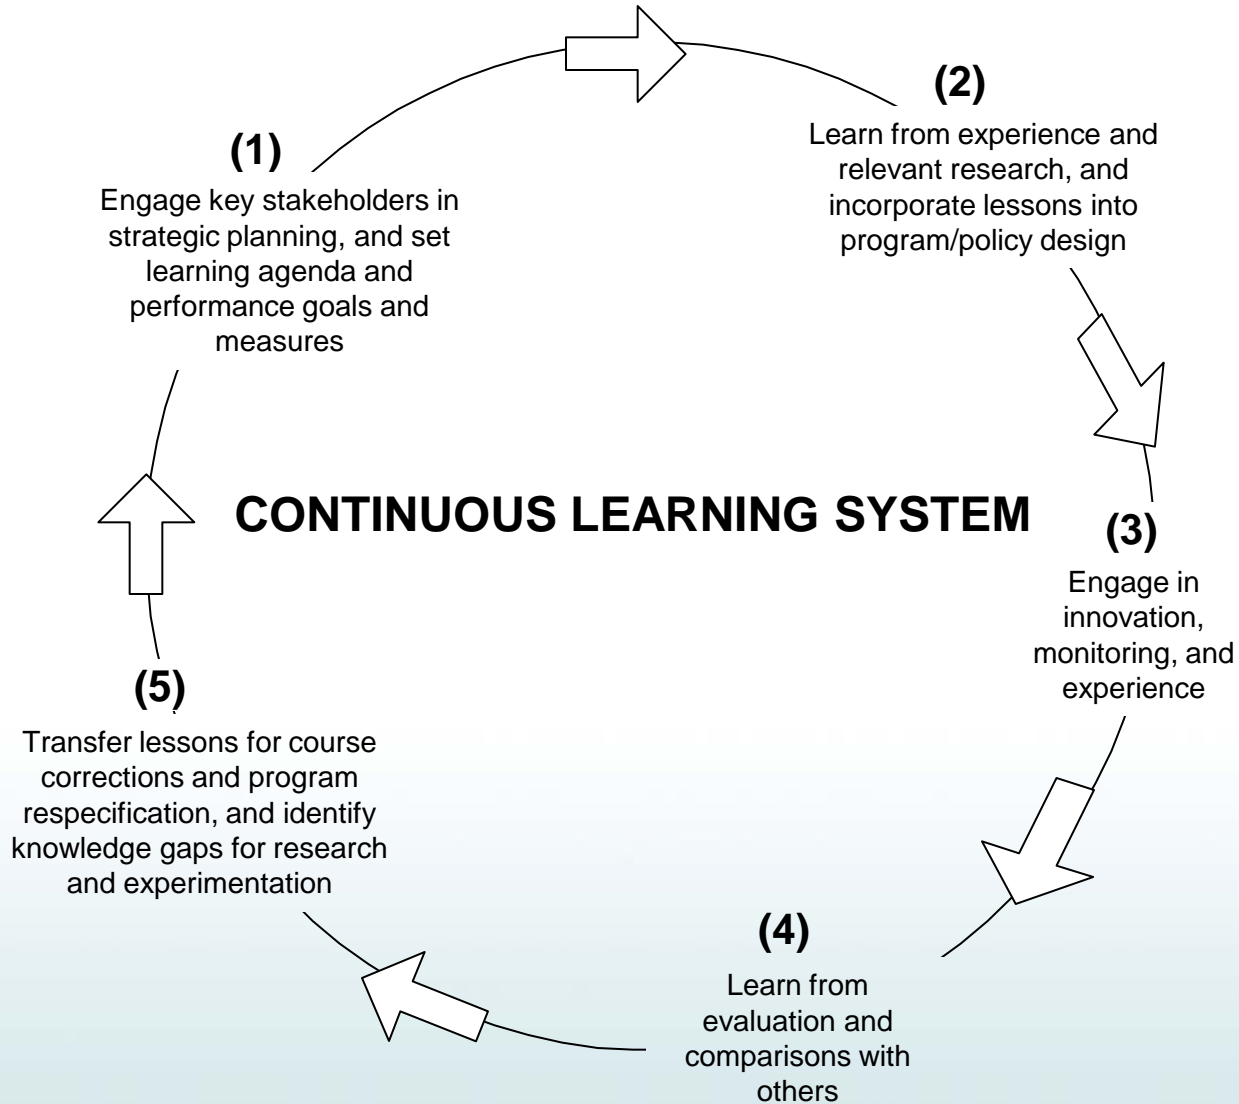 (1)
Engage key stakeholders in
strategic planning, and set
learning agenda and
performance goals and
measures
(2)
Learn from experience and
relevant research, and
incorporate lessons into
program/policy design
CONTINUOUS LEARNING SYSTEM
(3)
Engage in
innovation,
monitoring, and
experience
(4)
Learn from
evaluation and
comparisons with
others
(5)
Transfer lessons for course
corrections and program
respecification, and identify
knowledge gaps for research
and experimentation